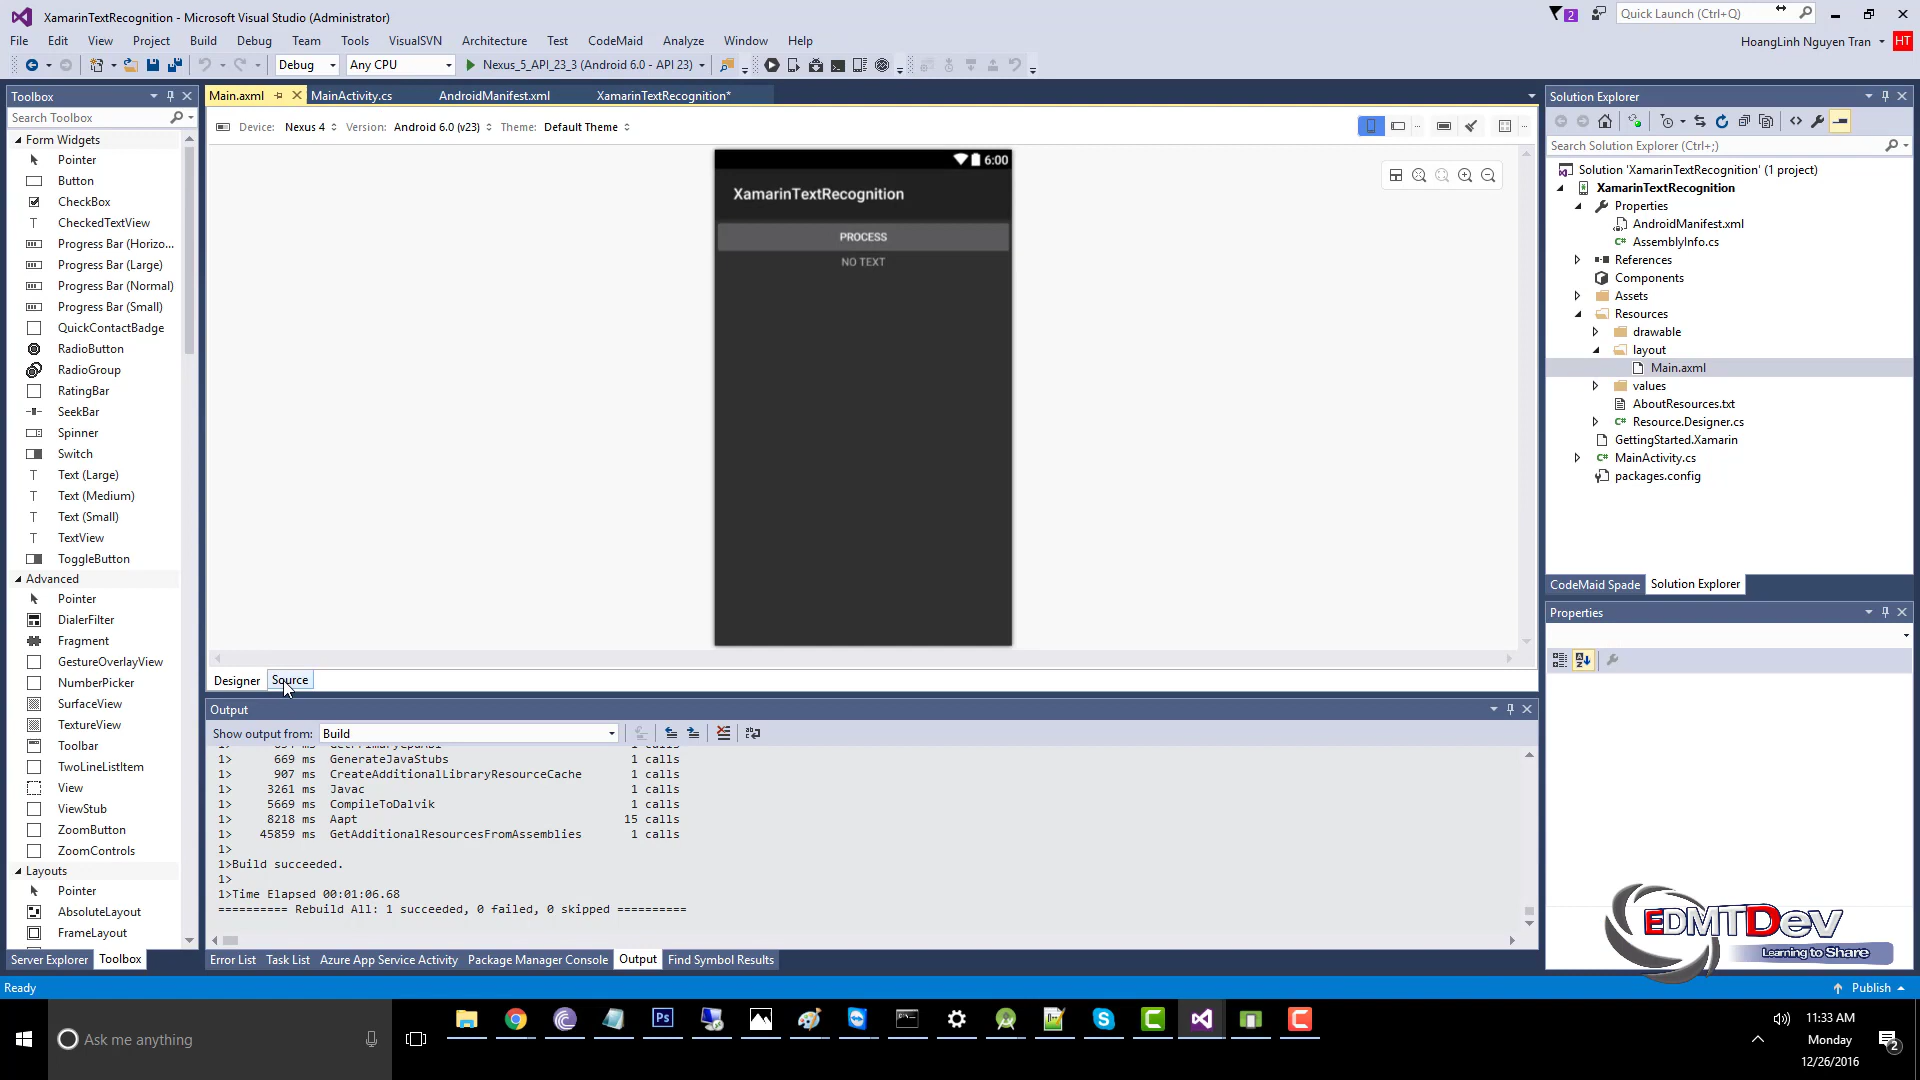 XamarinTextRecognition - Microsoft Visual Studio (Administrator)
2
Quick Launch (Ctrl+Q)
File Edit View Project Build Debug Team Tools VisualSVN Architecture Test CodeMaid Analyze Window Help
HoangLinh Nguyen Tran HT
Debug Any CPU Nexus_5_API_23_3 (Android 6.0 - API 23)
Toolbox
Search Toolbox
Form Widgets
Pointer
Button
CheckBox
CheckedTextView
Progress Bar (Horizo...
Progress Bar (Large)
Progress Bar (Normal)
Progress Bar (Small)
QuickContactBadge
RadioButton
RadioGroup
RatingBar
SeekBar
Spinner
Switch
Text (Large)
Text (Medium)
Text (Small)
TextView
ToggleButton
Advanced
Pointer
DialerFilter
Fragment
GestureOverlayView
NumberPicker
SurfaceView
TextureView
Toolbar
TwoLineListItem
View
ViewStub
ZoomButton
ZoomControls
Layouts
Pointer
AbsoluteLayout
FrameLayout
Server Explorer Toolbox
Main.axml MainActivity.cs AndroidManifest.xml XamarinTextRecognition*
Device: Nexus 4 Version: Android 6.0 (v23) Theme: Default Theme
6:00
XamarinTextRecognition
PROCESS
NO TEXT
Designer Source
Output
Show output from: Build
1> 669 ms GenerateJavaStubs 1 calls
1> 907 ms CreateAdditionalLibraryResourceCache 1 calls
1> 3261 ms Javac 1 calls
1> 5669 ms CompileToDalvik 1 calls
1> 8218 ms Aapt 15 calls
1> 45859 ms GetAdditionalResourcesFromAssemblies 1 calls
1>
1>Build succeeded.
1>
1>Time Elapsed 00:01:06.68
========== Rebuild All: 1 succeeded, 0 failed, 0 skipped ==========
Error List Task List Azure App Service Activity Package Manager Console Output Find Symbol Results
Solution Explorer
Search Solution Explorer (Ctrl+;)
Solution 'XamarinTextRecognition' (1 project)
XamarinTextRecognition
Properties
AndroidManifest.xml
AssemblyInfo.cs
References
Components
Assets
Resources
drawable
layout
Main.axml
values
AboutResources.txt
Resource.Designer.cs
GettingStarted.Xamarin
MainActivity.cs
packages.config
CodeMaid Spade Solution Explorer
Properties
EDMTDev
Learning to Share
Ready
Publish
Ask me anything
Ps
11:33 AM
Monday
12/26/2016
2